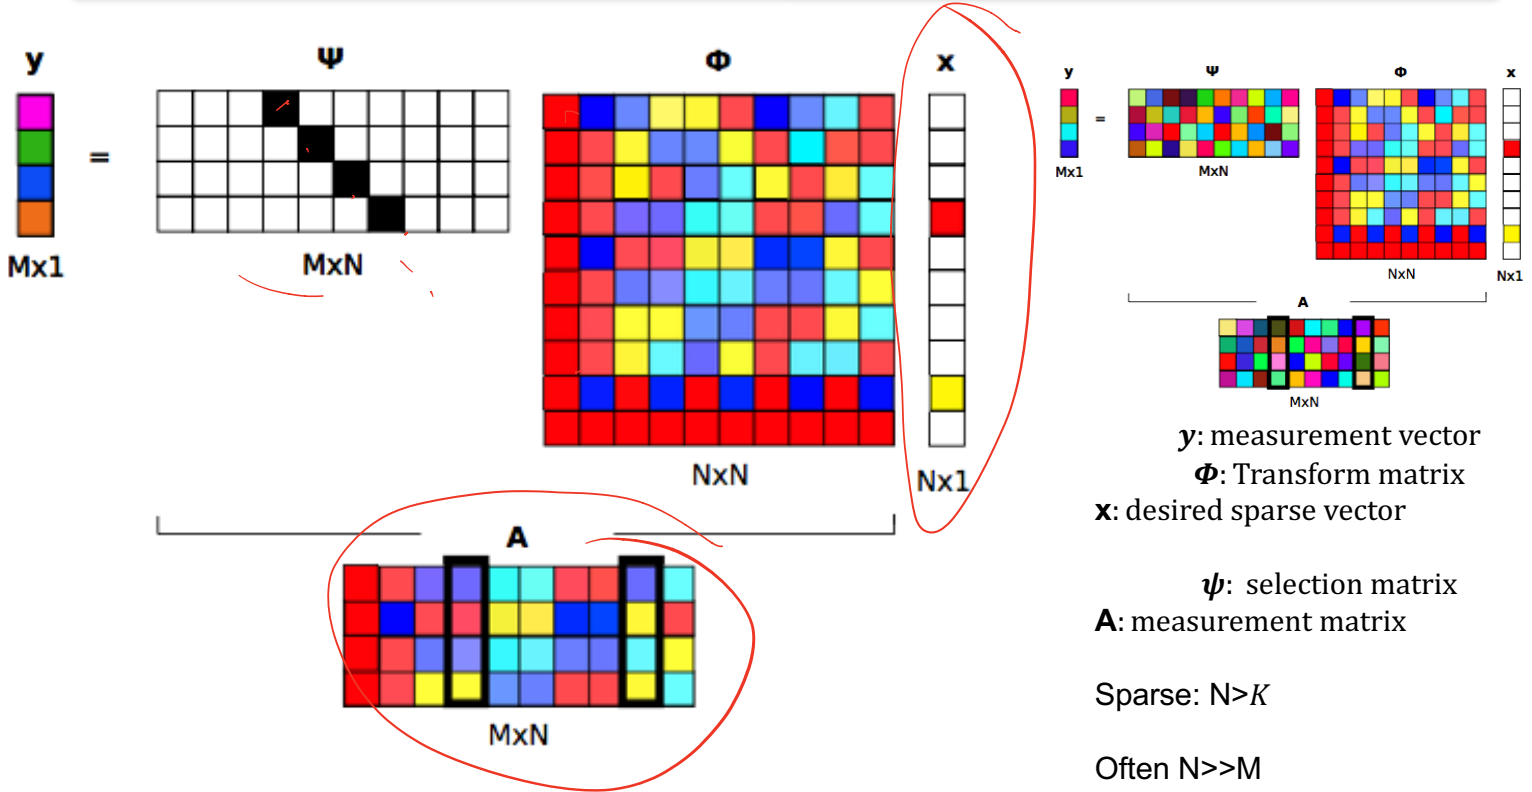 y
Ψ
Φ
x
=
Mx1
MxN
NxN
Nx1
A
MxN
y
Ψ
Φ
x
=
Mx1
MxN
NxN
Nx1
A
MxN
y: measurement vector
Φ: Transform matrix
x: desired sparse vector
ψ: selection matrix
A: measurement matrix
Sparse: N>K
Often N>>M